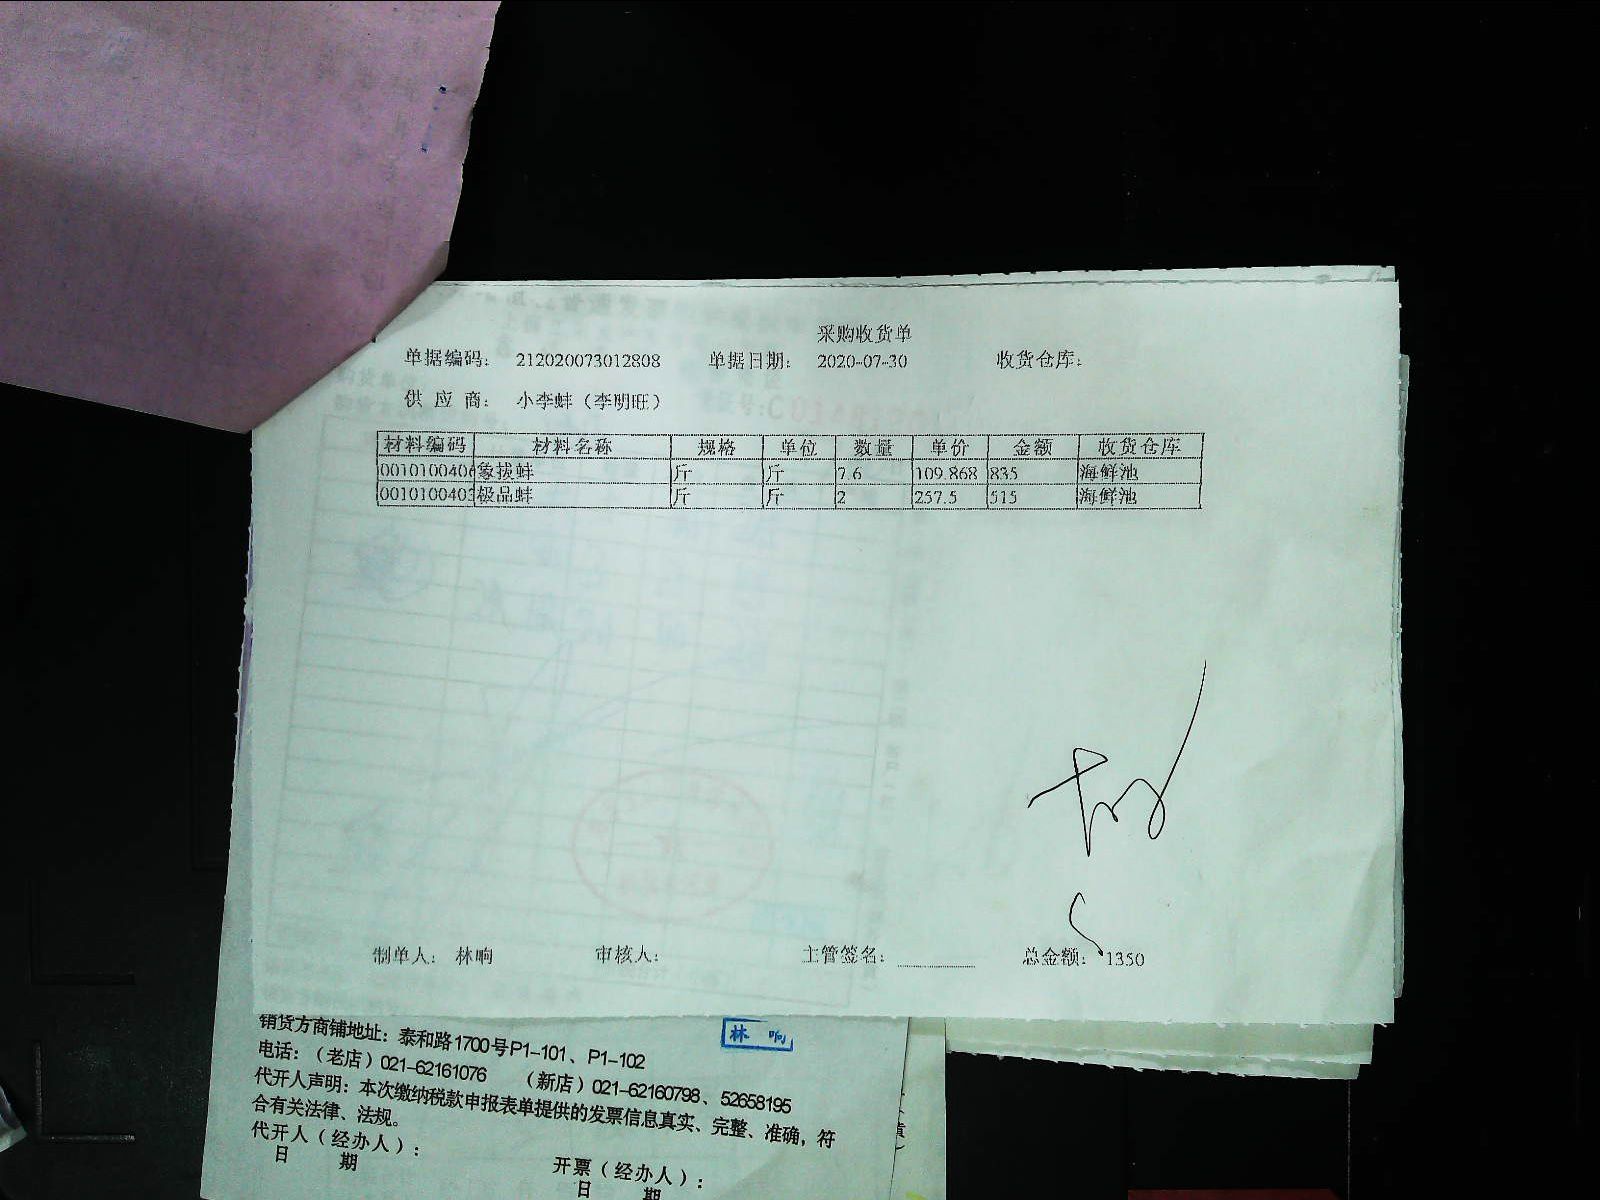 采购收货单
单据编码： 212020073012808 单据日期： 2020-07-30 收货仓库：
供 应 商： 小李蚌（李明旺）
材料编码 材料名称 规格 单位 数量 单价 金额 收货仓库
0010100406 象拔蚌 斤 斤 7.6 109.868 835 海鲜池
0010100403 极品蚌 斤 斤 2 257.5 515 海鲜池
制单人： 林响 审核人： 主管签名： 总金额： 1350
销货方商铺地址：泰和路1700号P1-101、P1-102
林 响
电话：（老店）021-62161076 （新店）021-62160798、52658195
代开人声明：本次缴纳税款申报表单提供的发票信息真实、完整、准确，符
合有关法律、法规。
代开人（经办人）： 开票（经办人）：
日 期 日 期